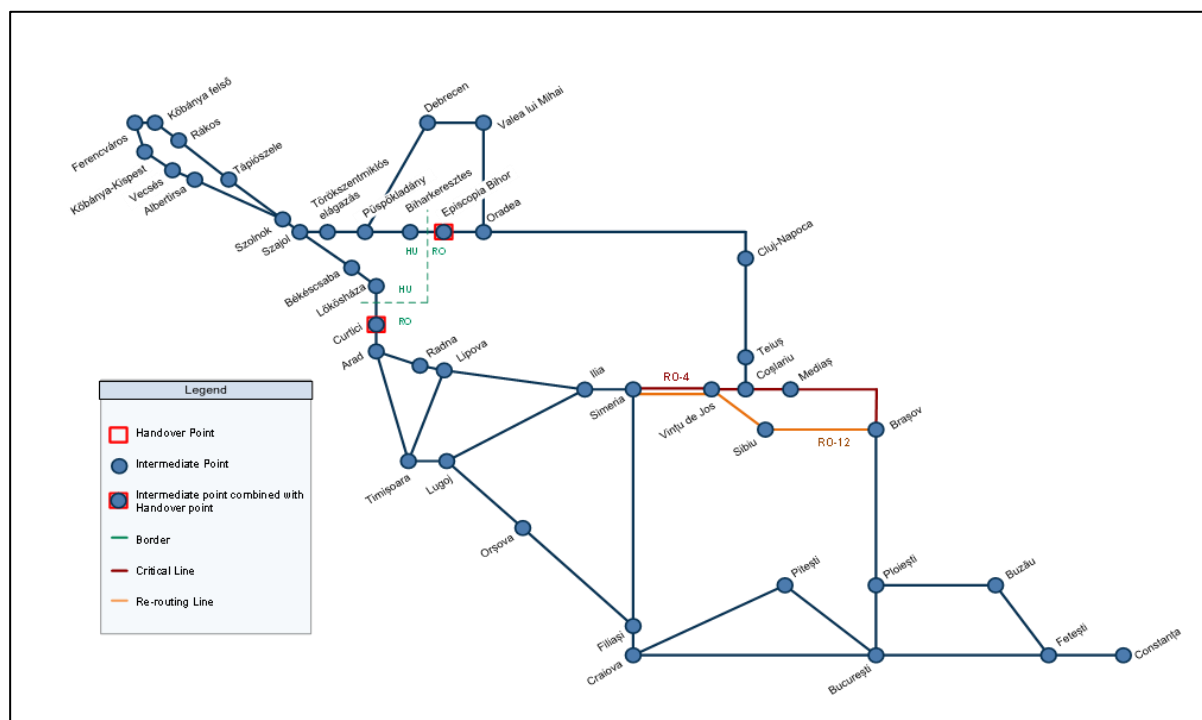 Kőbánya felső
Ferencváros
Rákos
Kőbánya-Kispest
Vecsés
Albertirsa
Tápiószele
Debrecen
Valea lui Mihai
Törökszentmiklós
elágazás
Püspökladány
Biharkeresztes
Episcopia Bihor
Oradea
Szolnok
Szajol
HU
RO
Cluj-Napoca
Békéscsaba
Lőkösháza
HU
RO
Curtici
Arad
Radna
Lipova
Ilia
Simeria
RO-4
Vințu de Jos
Teiuș
Coșlariu
Mediaș
Sibiu
RO-12
Brașov
Timișoara
Lugoj
Orșova
Pitești
Ploiești
Buzău
Filiași
Craiova
București
Fetești
Constanța
Legend
Handover Point
Intermediate Point
Intermediate point combined with
Handover point
Border
Critical Line
Re-routing Line